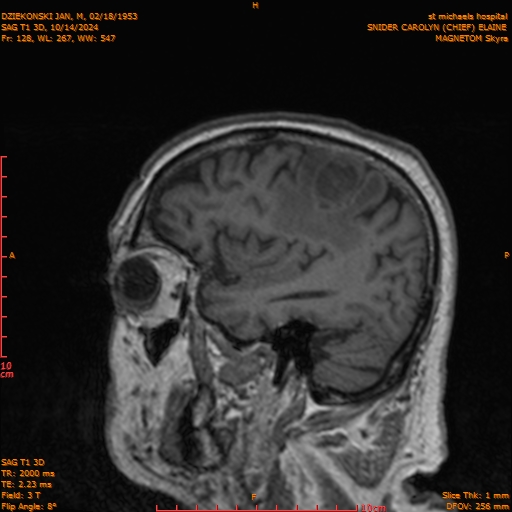 H
DZIEKONSKI JAN, M, 02/18/1953
SAG T1 3D, 10/14/2024
Fr: 128, WL: 267, WW: 547
st michaels hospital
SNIDER CAROLYN (CHIEF) ELAINE
MAGNETOM Skyra
A
P
10
cm
SAG T1 3D
TR: 2000 ms
TE: 2.23 ms
Field: 3 T
Flip Angle: 8°
F
10cm
Slice Thk: 1 mm
DFOV: 256 mm